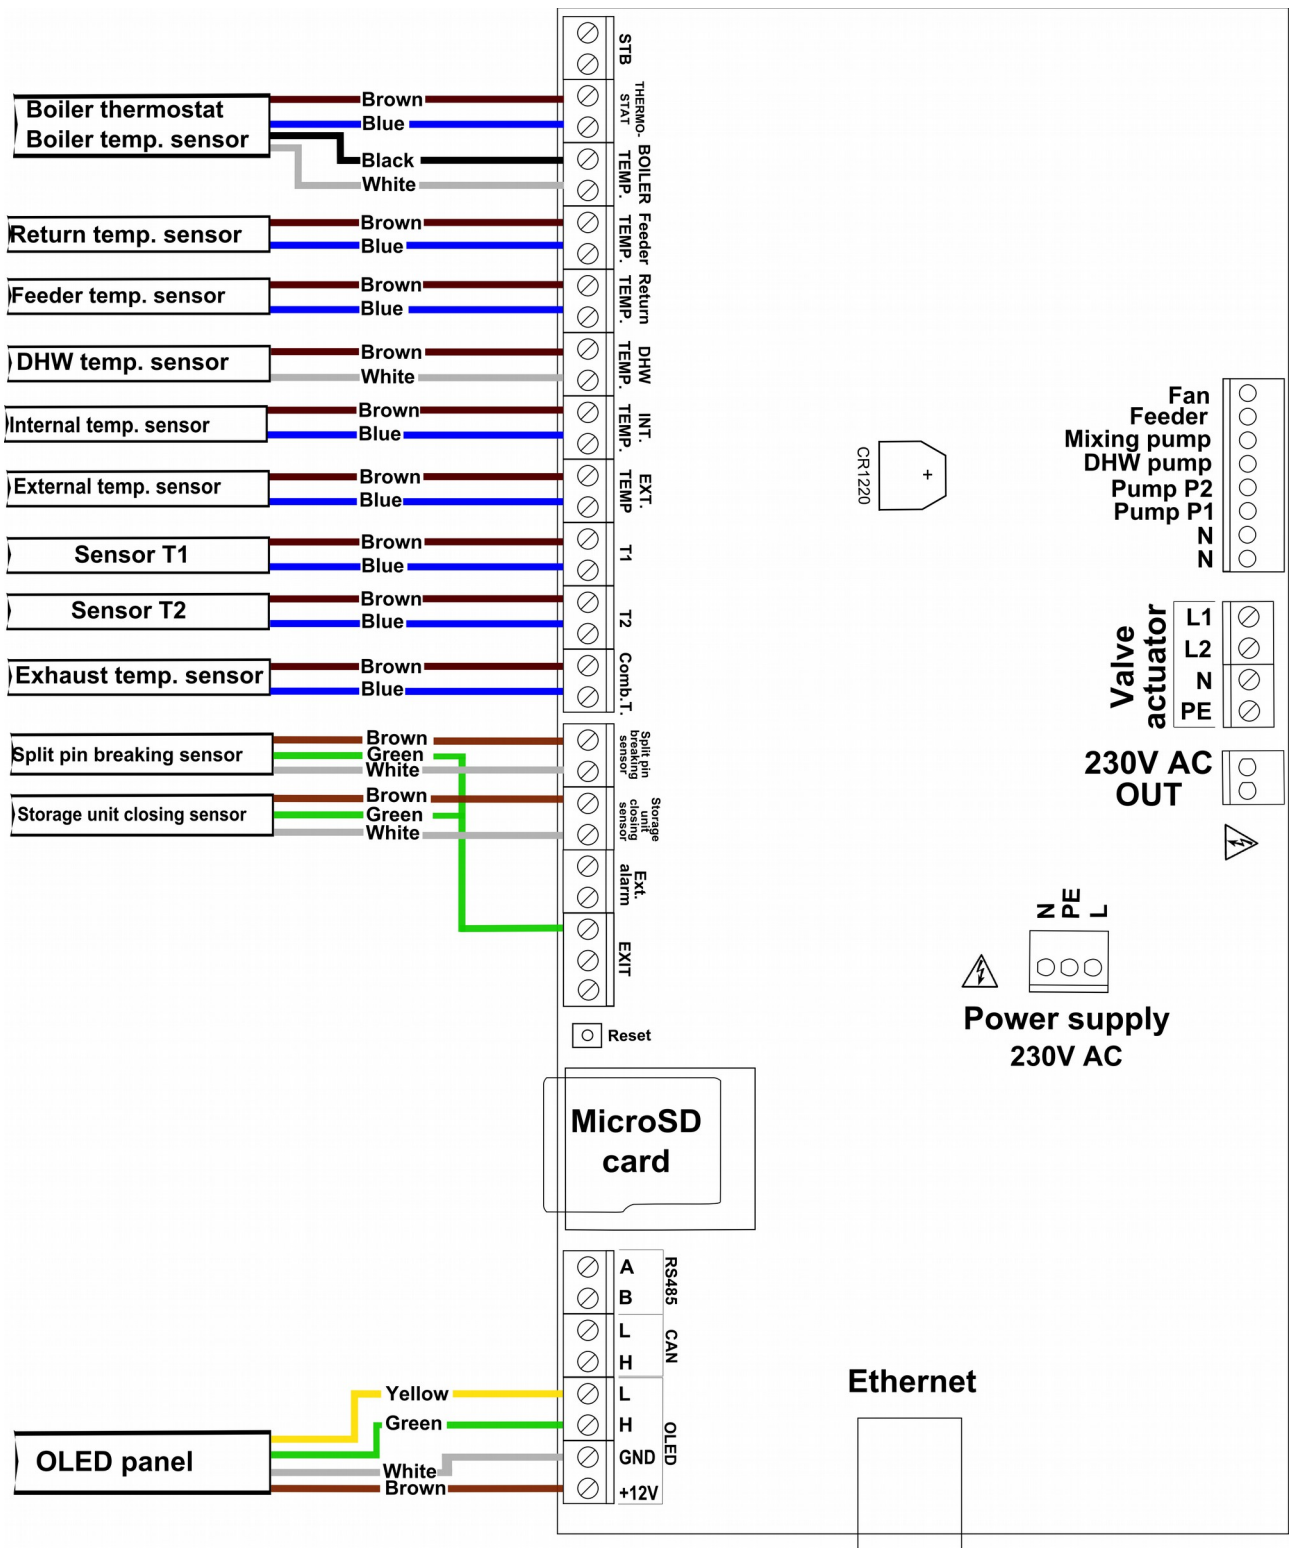 Boiler thermostat
Boiler temp. sensor
Brown
Blue
Black
White
Return temp. sensor
Brown
Blue
Feeder temp. sensor
Brown
Blue
DHW temp. sensor
Brown
White
Internal temp. sensor
Brown
Blue
External temp. sensor
Brown
Blue
Sensor T1
Brown
Blue
Sensor T2
Brown
Blue
Exhaust temp. sensor
Brown
Blue
Split pin breaking sensor
Brown
Green
White
Storage unit closing sensor
Brown
Green
White
OLED panel
Yellow
Green
White
Brown
STB
THERMO-
STAT
BOILER
TEMP.
Feeder
TEMP.
Return
TEMP.
DHW
TEMP.
INT.
TEMP.
EXT.
TEMP
T1
T2
Comb.T.
Split pin
breaking
sensor
Storage
unit
closing
sensor
Ext.
alarm
EXIT
Reset
MicroSD
card
A
B
RS485
L
H
CAN
L
H
GND
+12V
OLED
CR1220
+
Fan
Feeder
Mixing pump
DHW pump
Pump P2
Pump P1
N
N
Valve
actuator
L1
L2
N
PE
230V AC
OUT
N
PE
L
Power supply
230V AC
Ethernet